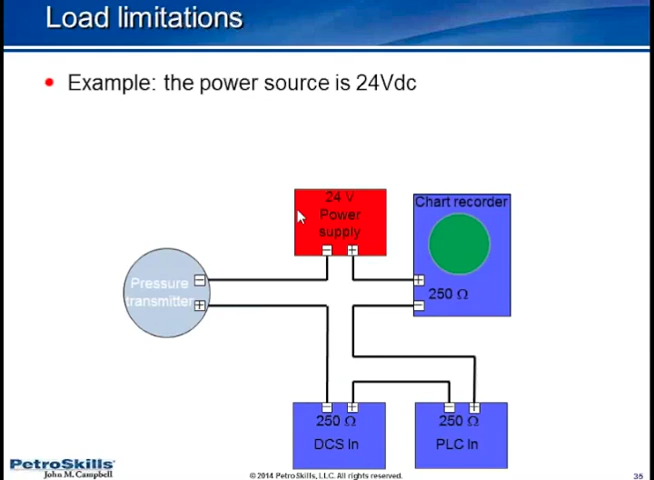 Load limitations
Example: the power source is 24Vdc
24 V
Power
supply
Chart recorder
250 Ω
Pressure
transmitter
250 Ω
DCS In
250 Ω
PLC In
PetroSkills®
John M. Campbell
© 2014 PetroSkills, LLC. All rights reserved.
35